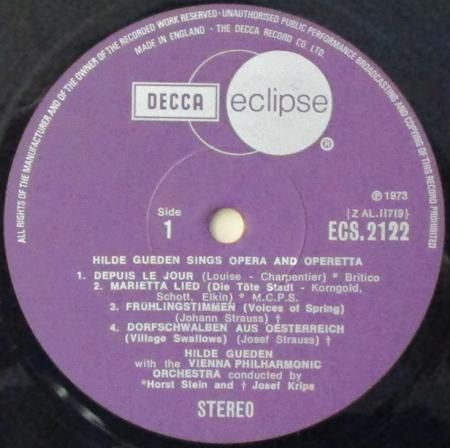 ALL RIGHTS OF THE MANUFACTURER AND OF THE OWNER OF THE RECORDED WORK RESERVED · UNAUTHORISED PUBLIC PERFORMANCE BROADCASTING AND COPYING OF THIS RECORD PROHIBITED
MADE IN ENGLAND · THE DECCA RECORD CO. LTD.
DECCA eclipse ®
Ⓟ 1973
Side
1
(Z AL.11719)
ECS.2122
HILDE GUEDEN SINGS OPERA AND OPERETTA
1. DEPUIS LE JOUR (Louise - Charpentier) * Britico
2. MARIETTA LIED (Die Töte Stadt - Korngold,
Schott, Elkin) * M.C.P.S.
3. FRÜHLINGSTIMMEN (Voices of Spring)
(Johann Strauss) †
4. DORFSCHWALBEN AUS OESTERREICH
(Village Swallows) (Josef Strauss) †
HILDE GUEDEN
with the VIENNA PHILHARMONIC
ORCHESTRA conducted by
*Horst Stein and † Josef Krips
STEREO